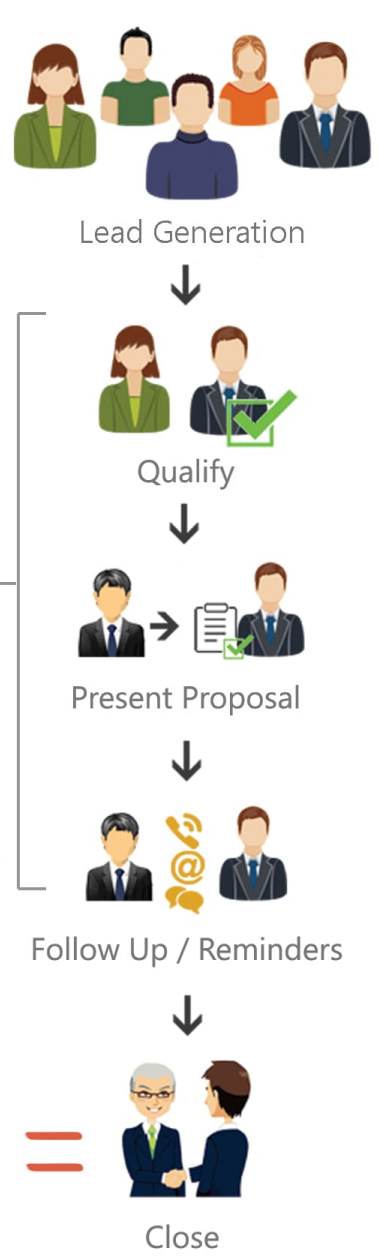 Lead Generation
Qualify
Present Proposal
Follow Up / Reminders
Close